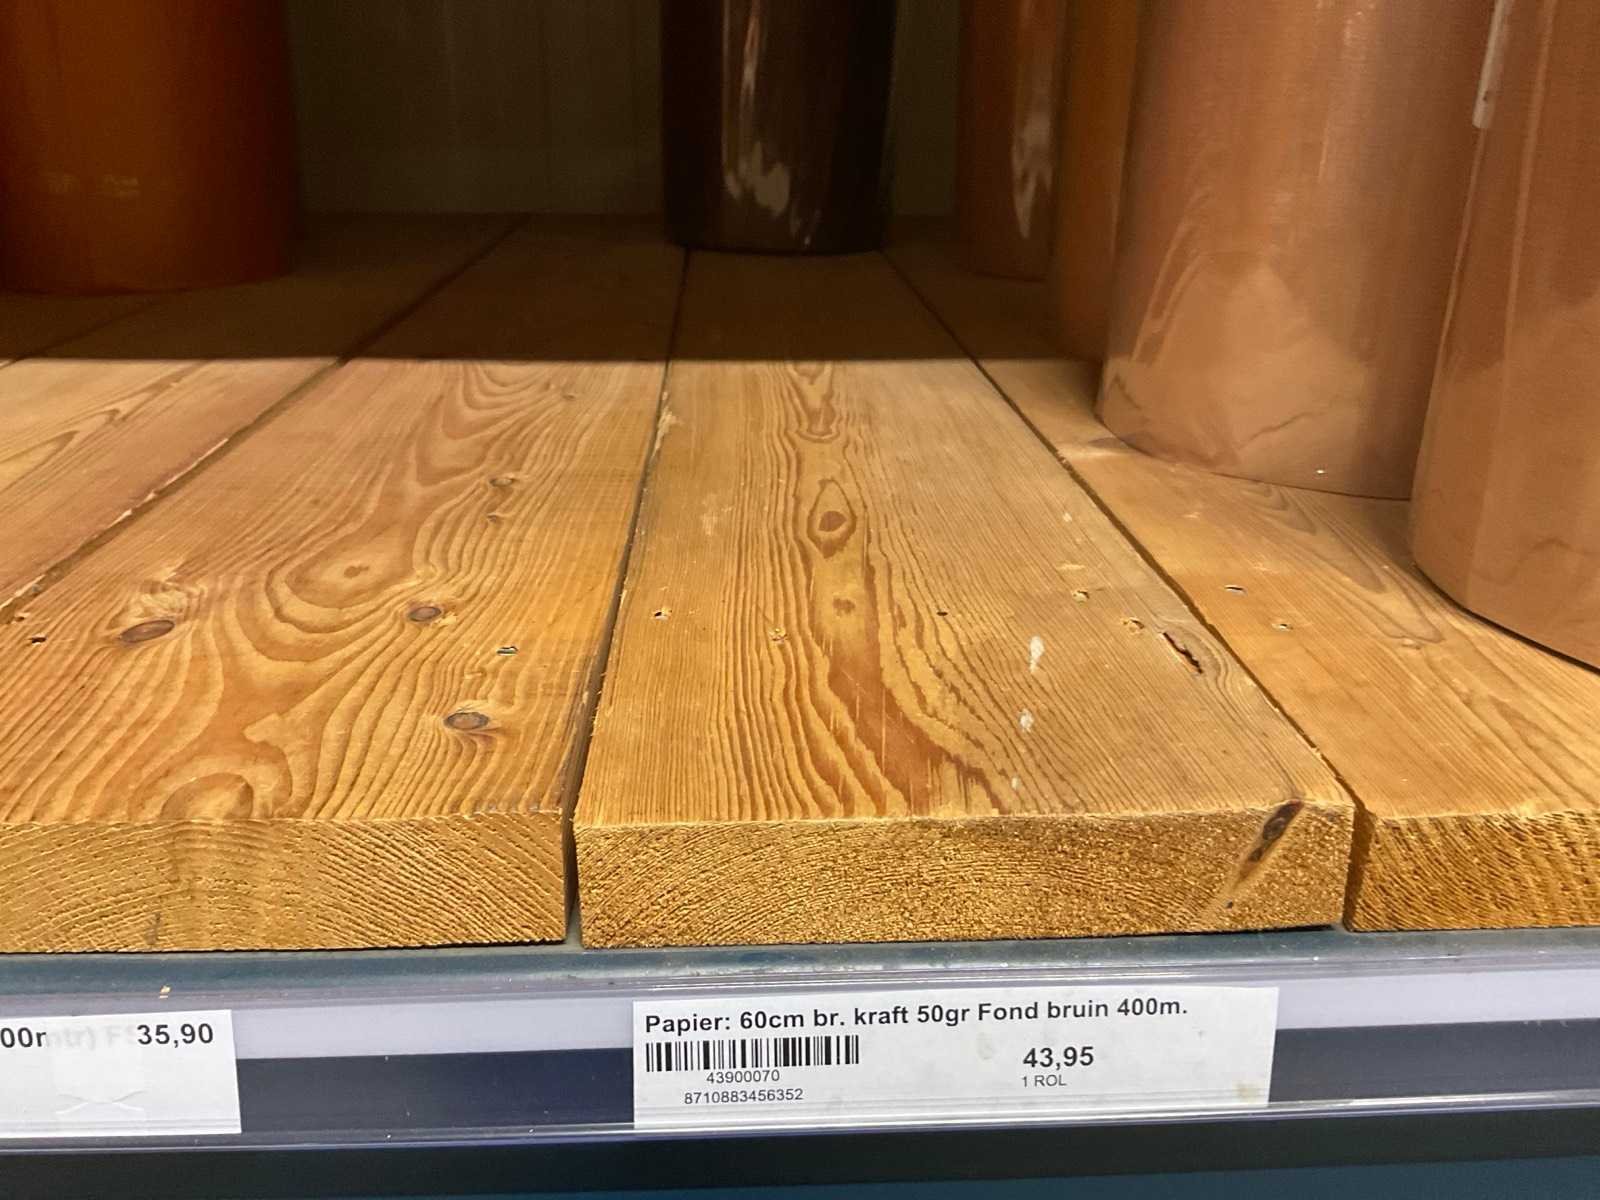 35,90
Papier: 60cm br. kraft 50gr Fond bruin 400m.
43900070
43,95
8710883456352
1 ROL